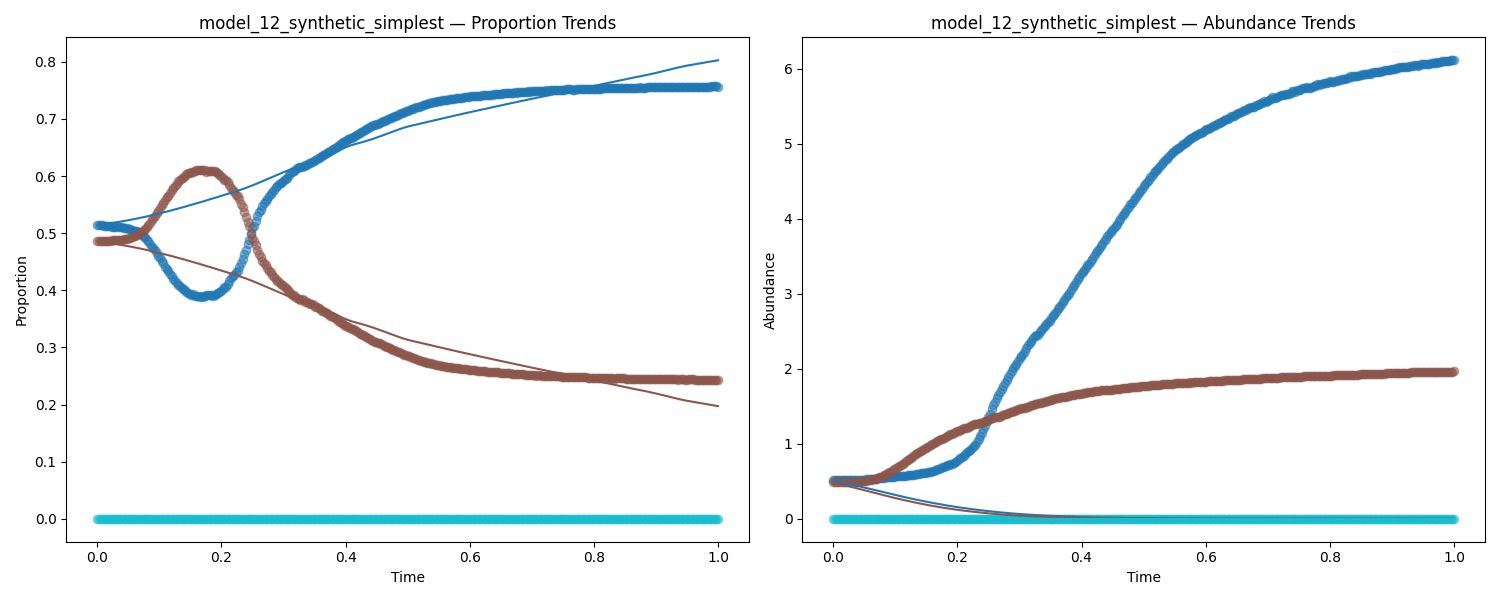 model_12_synthetic_simplest — Proportion Trends
0.8
0.7
0.6
0.5
0.4
0.3
0.2
0.1
0.0
Proportion
0.0 0.2 0.4 0.6 0.8 1.0
Time
model_12_synthetic_simplest — Abundance Trends
6
5
4
3
2
1
0
Abundance
0.0 0.2 0.4 0.6 0.8 1.0
Time